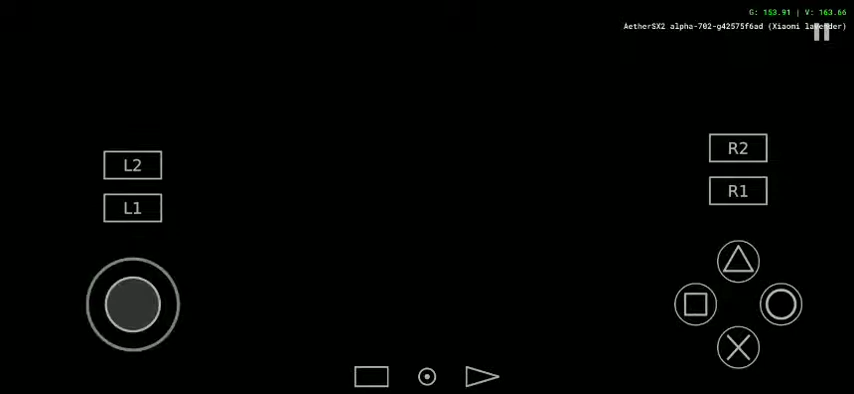 G: 153.91 | V: 163.66
AetherSX2 alpha-702-g42575f6ad (Xiaomi lavender)
L2
R2
L1
R1